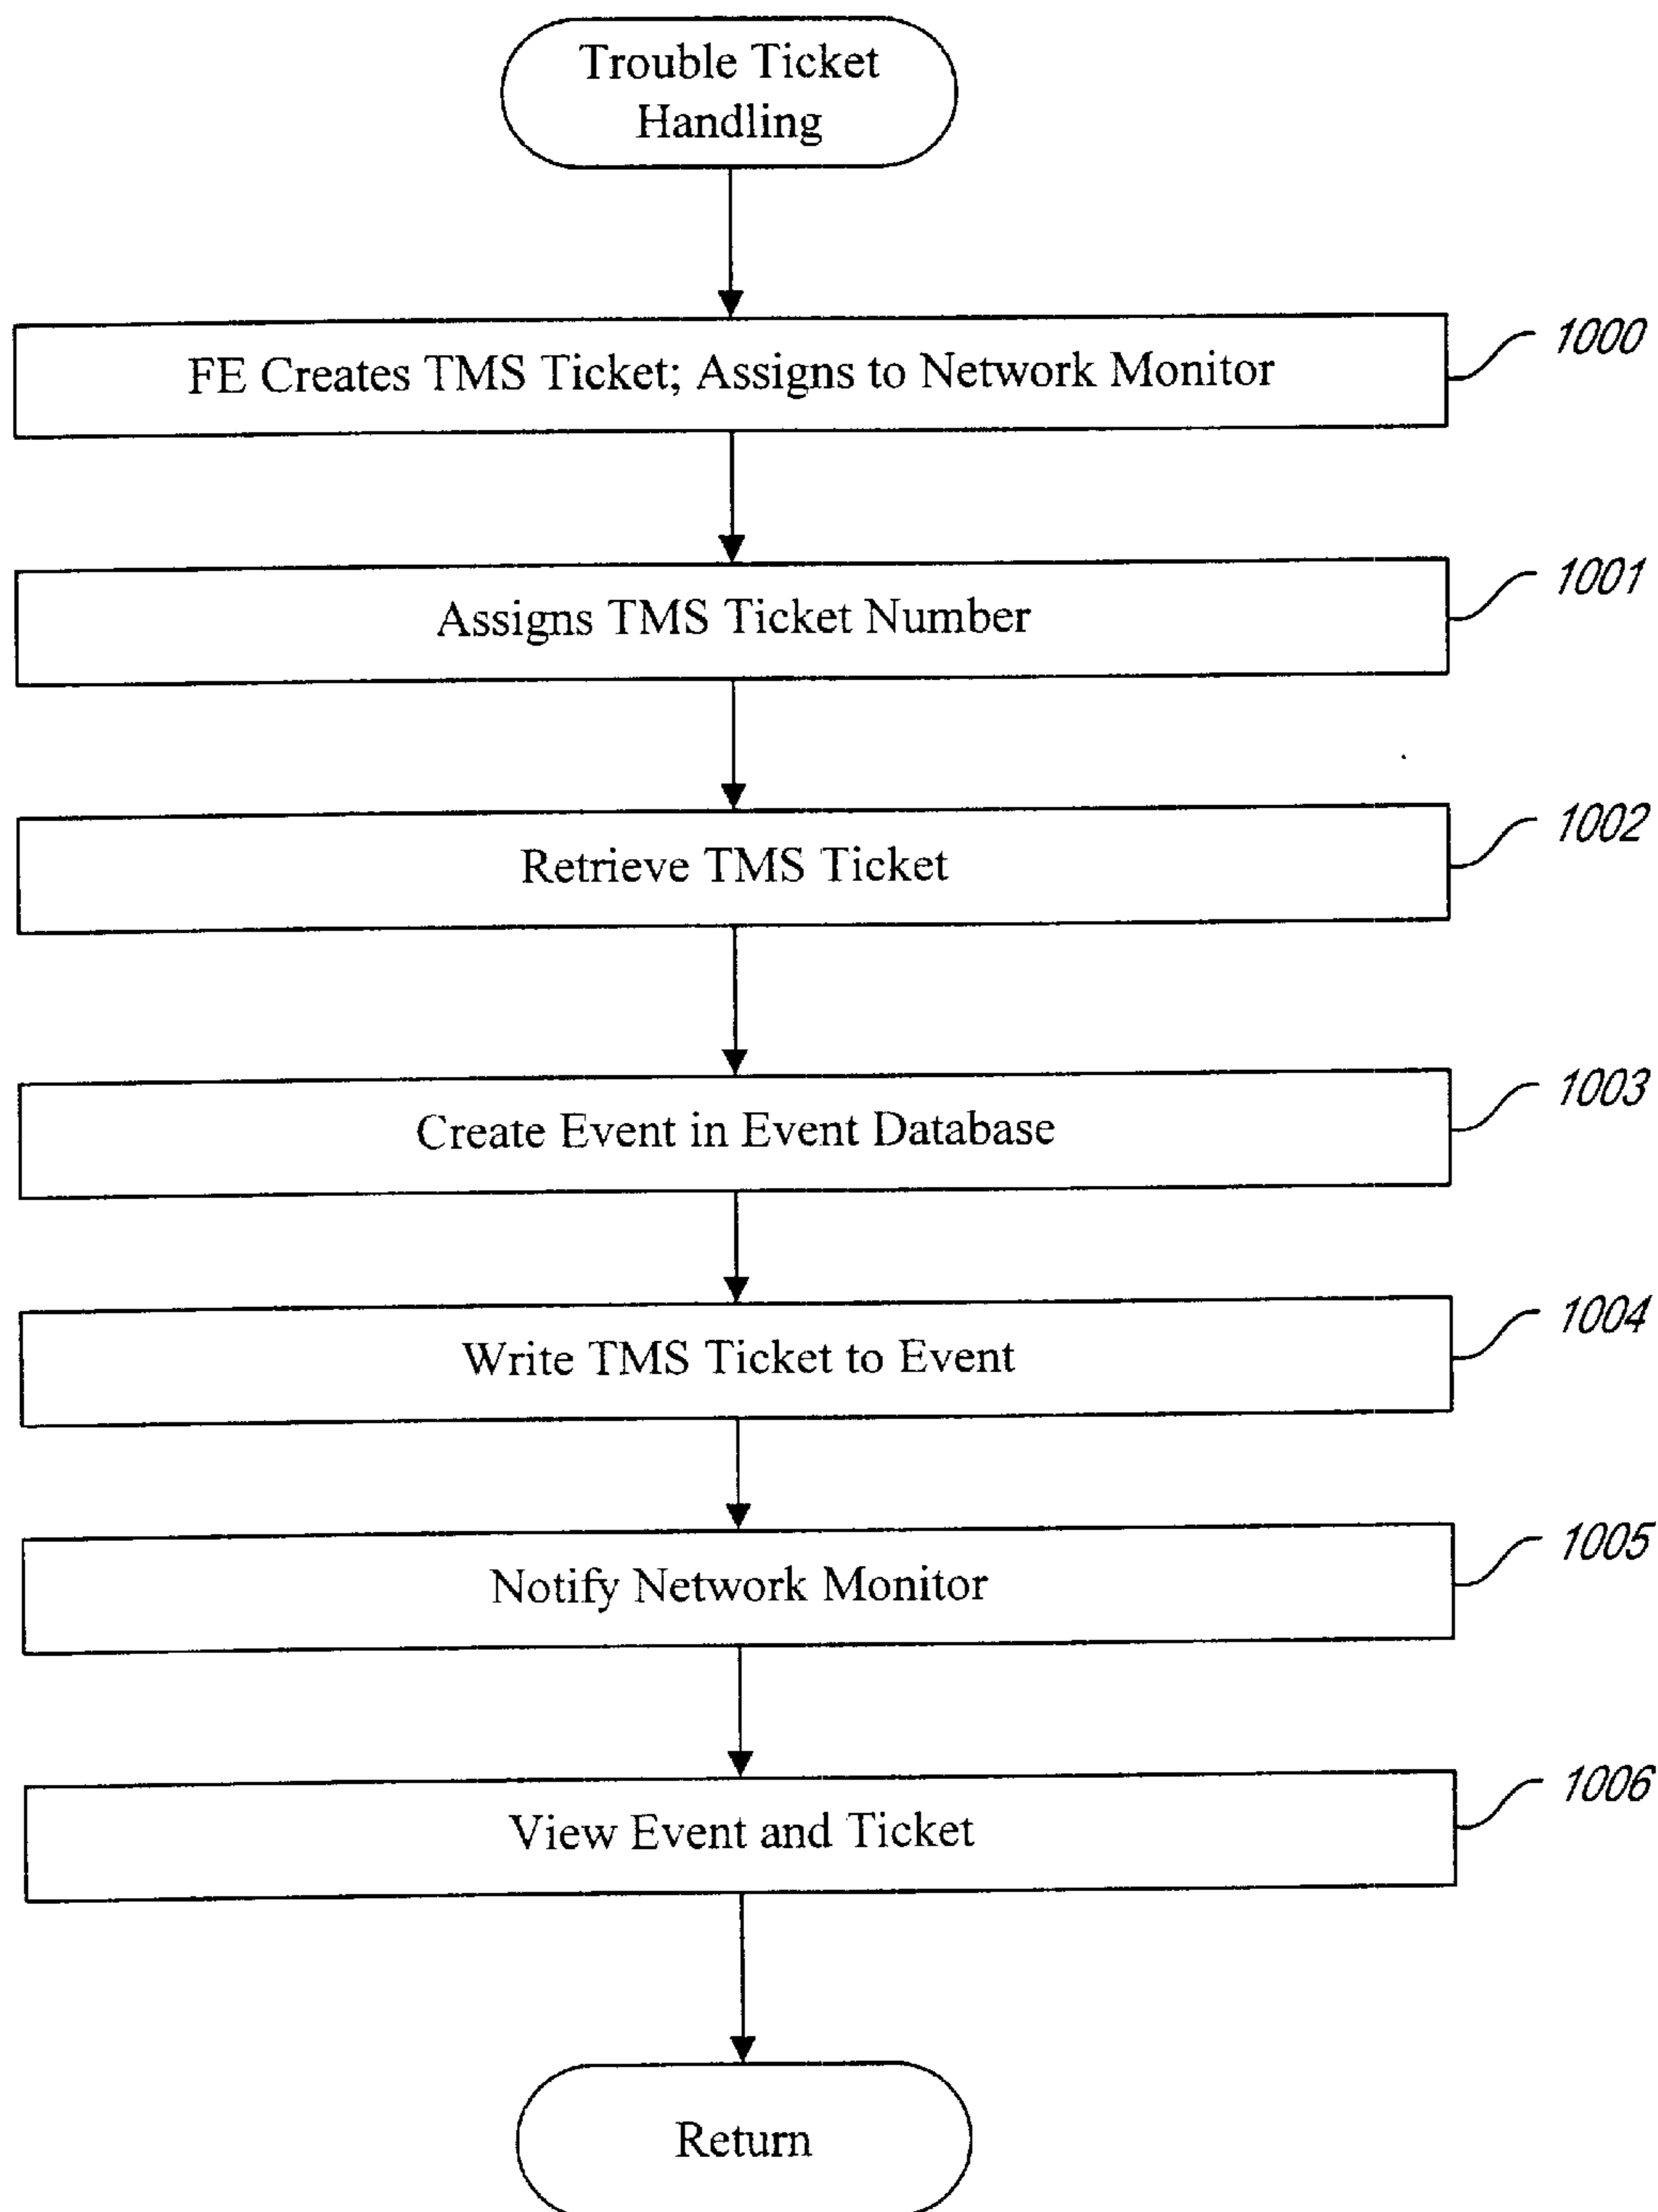 Trouble Ticket
Handling
FE Creates TMS Ticket; Assigns to Network Monitor
1000
Assigns TMS Ticket Number
1001
Retrieve TMS Ticket
1002
Create Event in Event Database
1003
Write TMS Ticket to Event
1004
Notify Network Monitor
1005
View Event and Ticket
1006
Return